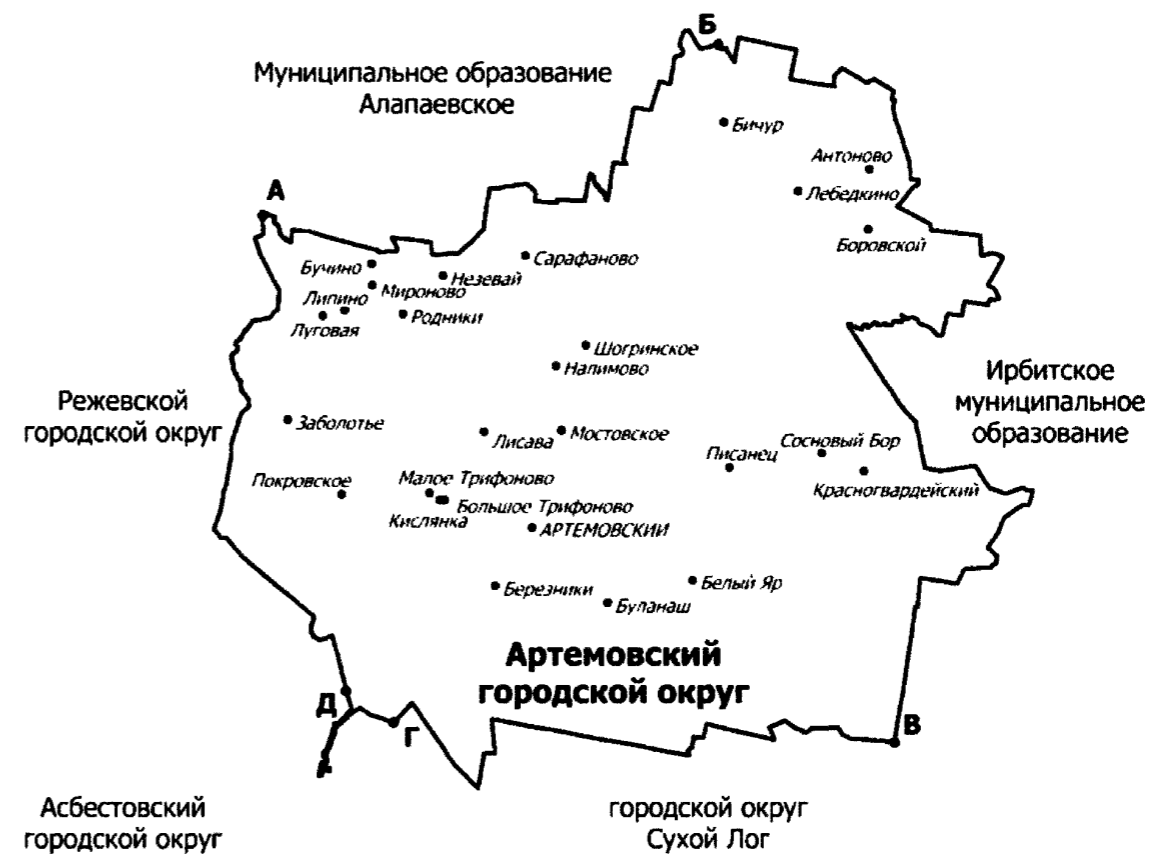 Б
Муниципальное образование
Алапаевское
Бичур
Антоново
Лебедкино
А
Боровской
Сарафаново
Бучино
Незевай
Мироново
Липино
Родники
Луговая
Шогринское
Налимово
Ирбитское
муниципальное
образование
Режевской
городской округ
Заболотье
Лисава
Мостовское
Сосновый Бор
Писанец
Красногвардейский
Покровское
Малое Трифоново
Большое Трифоново
Кислянка
АРТЕМОВСКИЙ
Березники
Белый Яр
Буланаш
Артемовский
городской округ
Д
Г
В
Асбестовский
городской округ
городской округ
Сухой Лог